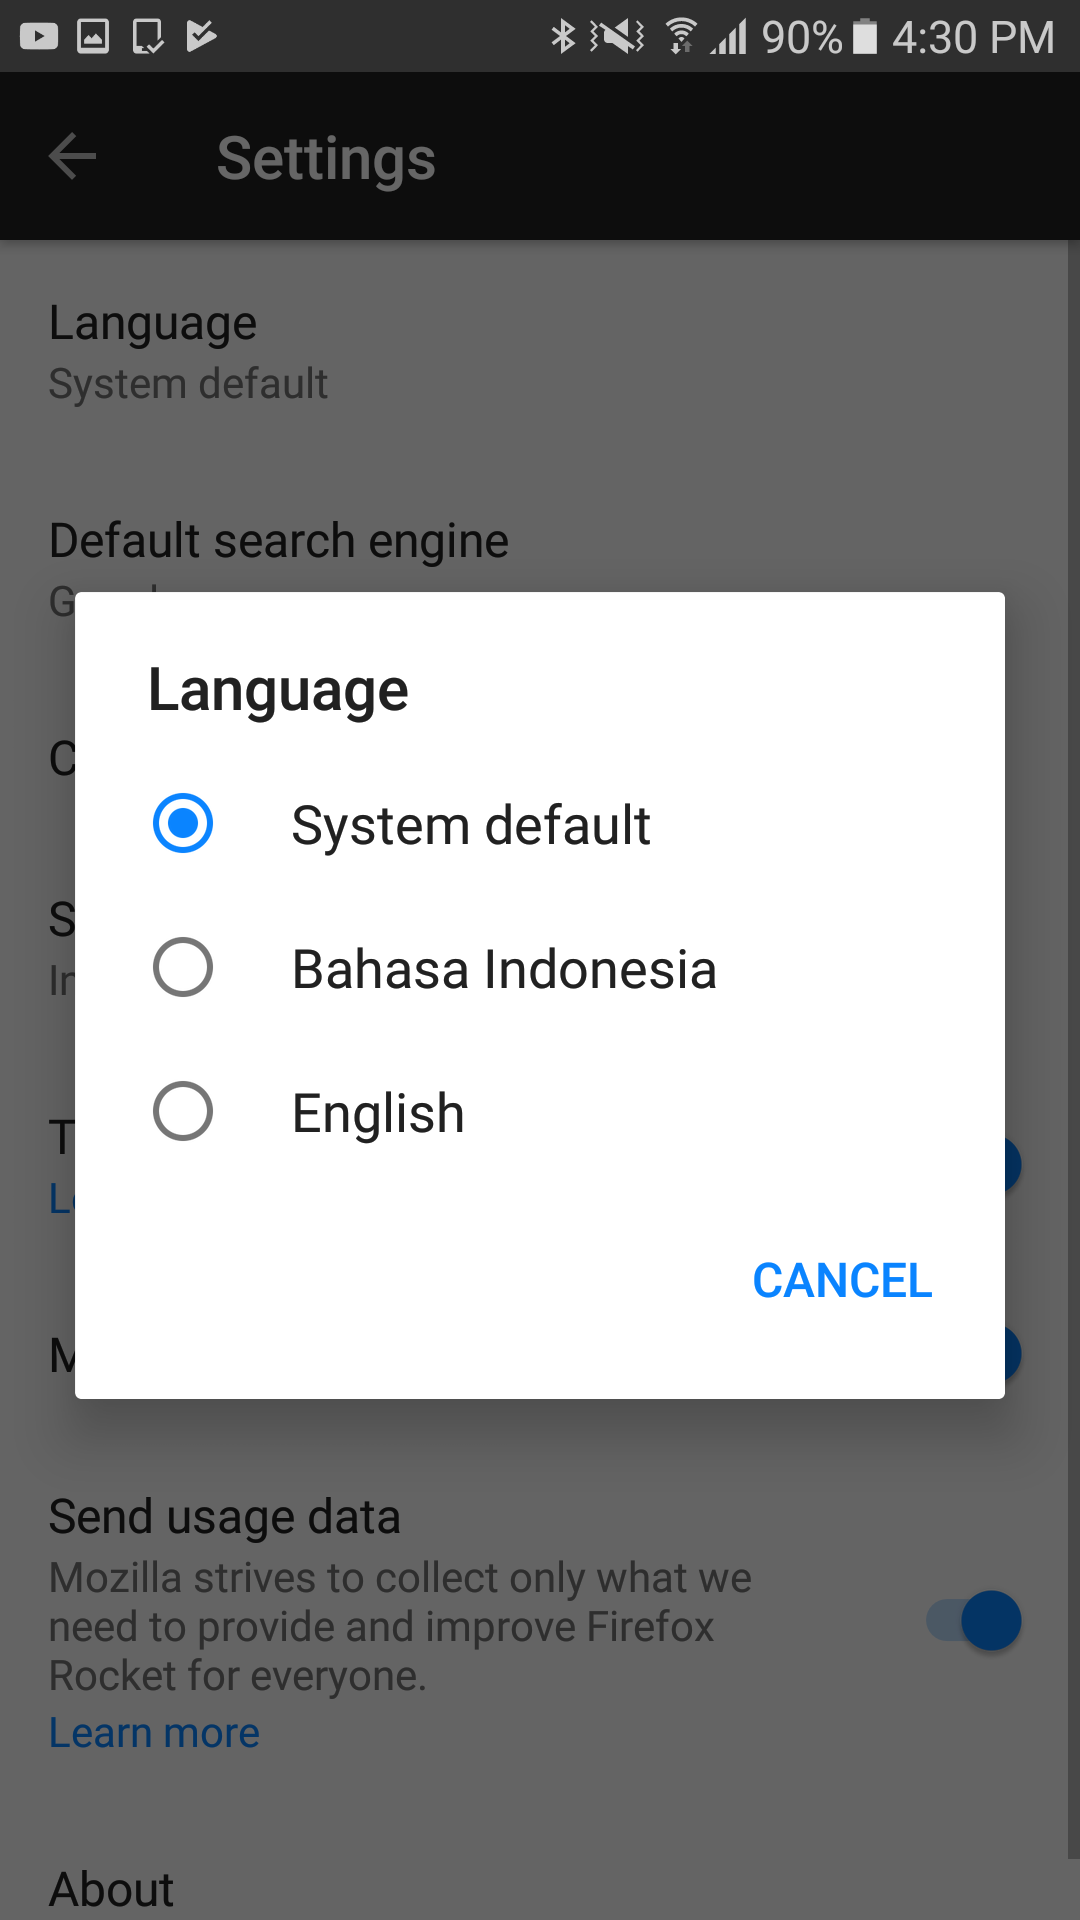 90% 4:30 PM
Settings
Language
System default
Default search engine
Language
System default
Bahasa Indonesia
English
CANCEL
Send usage data
Mozilla strives to collect only what we
need to provide and improve Firefox
Rocket for everyone.
Learn more
About